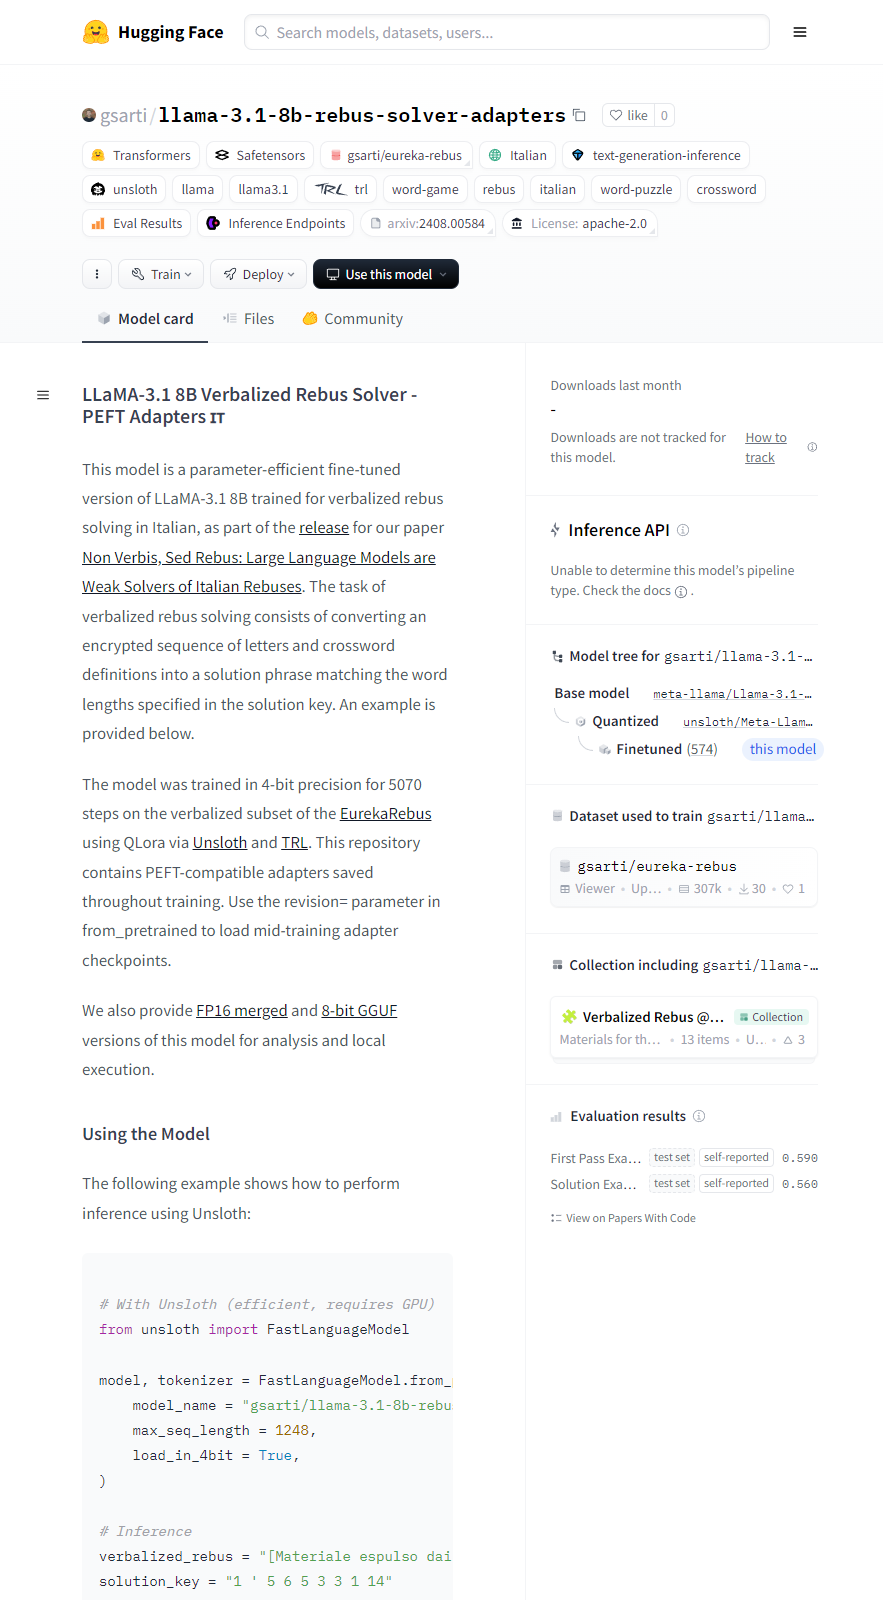 Hugging Face
Search models, datasets, users...
gsarti/llama-3.1-8b-rebus-solver-adapters
like 0
Transformers Safetensors gsarti/eureka-rebus Italian text-generation-inference
unsloth llama llama3.1 TRL trl word-game rebus italian word-puzzle crossword
Eval Results Inference Endpoints arxiv:2408.00584 License: apache-2.0
Train Deploy Use this model
Model card Files Community
LLaMA-3.1 8B Verbalized Rebus Solver -
PEFT Adapters IT
This model is a parameter-efficient fine-tuned
version of LLaMA-3.1 8B trained for verbalized rebus
solving in Italian, as part of the release for our paper
Non Verbis, Sed Rebus: Large Language Models are
Weak Solvers of Italian Rebuses. The task of
verbalized rebus solving consists of converting an
encrypted sequence of letters and crossword
definitions into a solution phrase matching the word
lengths specified in the solution key. An example is
provided below.
The model was trained in 4-bit precision for 5070
steps on the verbalized subset of the EurekaRebus
using QLora via Unsloth and TRL. This repository
contains PEFT-compatible adapters saved
throughout training. Use the revision= parameter in
from_pretrained to load mid-training adapter
checkpoints.
We also provide FP16 merged and 8-bit GGUF
versions of this model for analysis and local
execution.
Using the Model
The following example shows how to perform
inference using Unsloth:
# With Unsloth (efficient, requires GPU)
from unsloth import FastLanguageModel
model, tokenizer = FastLanguageModel.from_
model_name = "gsarti/llama-3.1-8b-rebu
max_seq_length = 1248,
load_in_4bit = True,
)
# Inference
verbalized_rebus = "[Materiale espulso dai
solution_key = "1 ' 5 6 5 3 3 1 14"
Downloads last month
-
Downloads are not tracked for
this model.
How to
track
Inference API
Unable to determine this model’s pipeline
type. Check the docs .
Model tree for gsarti/llama-3.1-…
Base model meta-llama/Llama-3.1-…
Quantized unsloth/Meta-Llam…
Finetuned (574) this model
Dataset used to train gsarti/llama…
gsarti/eureka-rebus
Viewer • Up… • 307k • 30 • 1
Collection including gsarti/llama-…
Verbalized Rebus @… Collection
Materials for th… • 13 items • U… • 3
Evaluation results
First Pass Exa… test set self-reported 0.590
Solution Exa… test set self-reported 0.560
View on Papers With Code